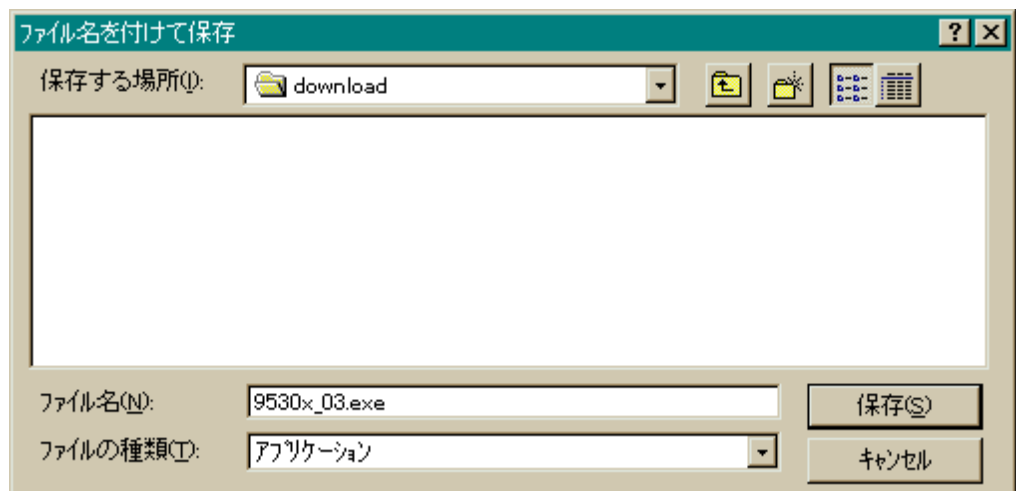 ファイル名を付けて保存
保存する場所(I):
download
ファイル名(N):
9530x_03.exe
保存(S)
ファイルの種類(T):
アプリケーション
キャンセル